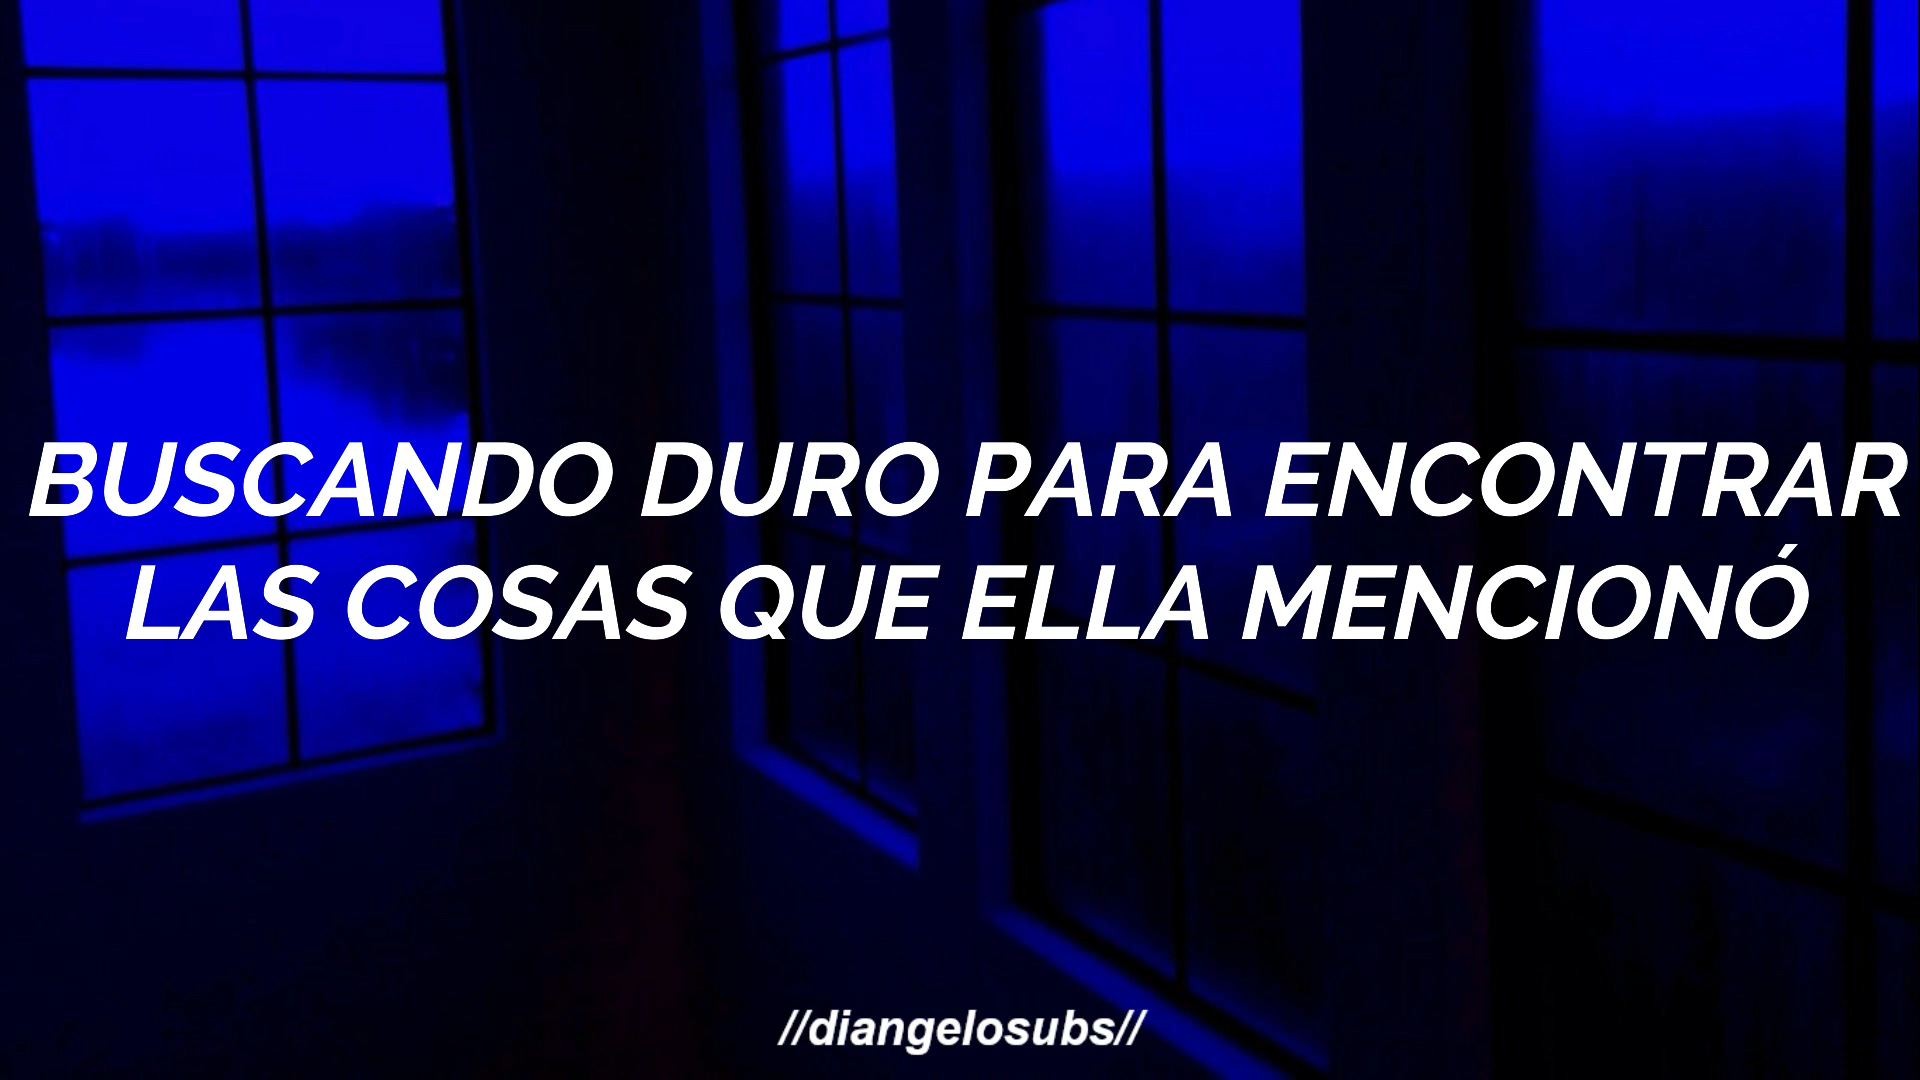 BUSCANDO DURO PARA ENCONTRAR
LAS COSAS QUE ELLA MENCIONÓ
//diangelosubs//